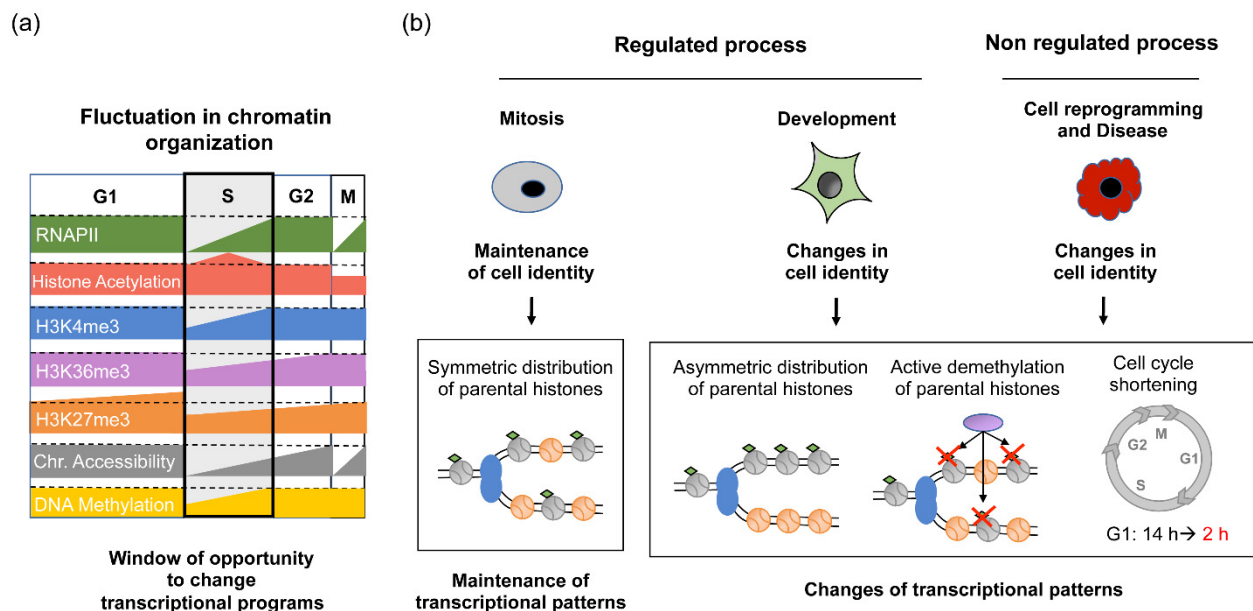 (a)
Fluctuation in chromatin
organization
G1 S G2 M
RNAPII
Histone Acetylation
H3K4me3
H3K36me3
H3K27me3
Chr. Accessibility
DNA Methylation
Window of opportunity
to change
transcriptional programs
(b)
Regulated process
Non regulated process
Mitosis
Development
Cell reprogramming
and Disease
Maintenance
of cell identity
Changes in
cell identity
Changes in
cell identity
Symmetric distribution
of parental histones
Asymmetric distribution
of parental histones
Active demethylation
of parental histones
Cell cycle
shortening
M
G2
G1
S
G1: 14 h→ 2 h
Maintenance of
transcriptional patterns
Changes of transcriptional patterns